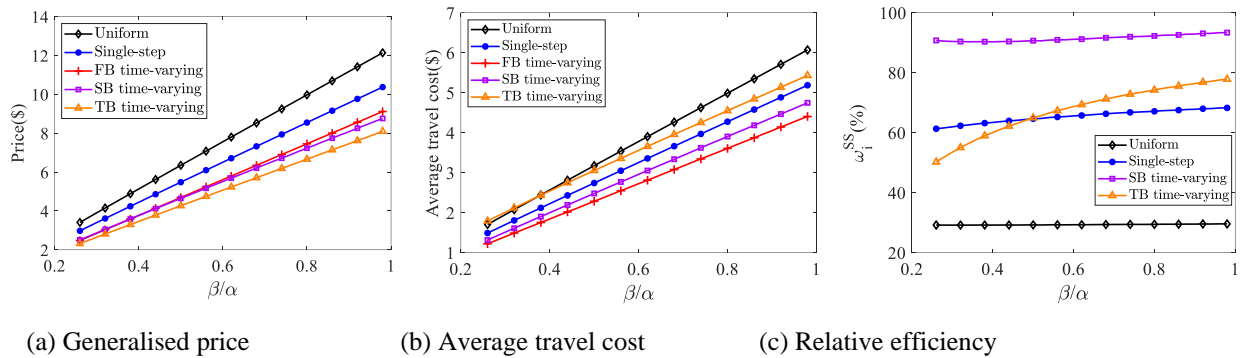 14
12
10
8
6
4
2
0.2
0.4
0.6
0.8
1
Price($)
β/α
Uniform
Single-step
FB time-varying
SB time-varying
TB time-varying
(a) Generalised price
7
6
5
4
3
2
1
0.2
0.4
0.6
0.8
1
Average travel cost($)
β/α
Uniform
Single-step
FB time-varying
SB time-varying
TB time-varying
(b) Average travel cost
100
80
60
40
20
0.2
0.4
0.6
0.8
1
ω_i^SS(%)
β/α
Uniform
Single-step
SB time-varying
TB time-varying
(c) Relative efficiency